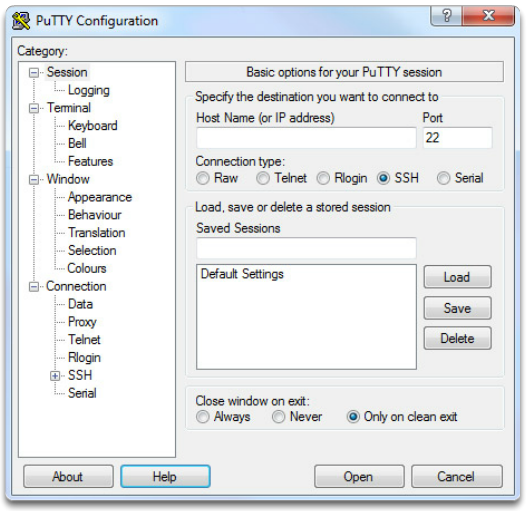 PuTTY Configuration
?
Category:
Session
Logging
Terminal
Keyboard
Bell
Features
Window
Appearance
Behaviour
Translation
Selection
Colours
Connection
Data
Proxy
Telnet
Rlogin
SSH
Serial
Basic options for your PuTTY session
Specify the destination you want to connect to
Host Name (or IP address) Port
22
Connection type:
Raw Telnet Rlogin SSH Serial
Load, save or delete a stored session
Saved Sessions
Default Settings
Load
Save
Delete
Close window on exit:
Always Never Only on clean exit
About Help Open Cancel